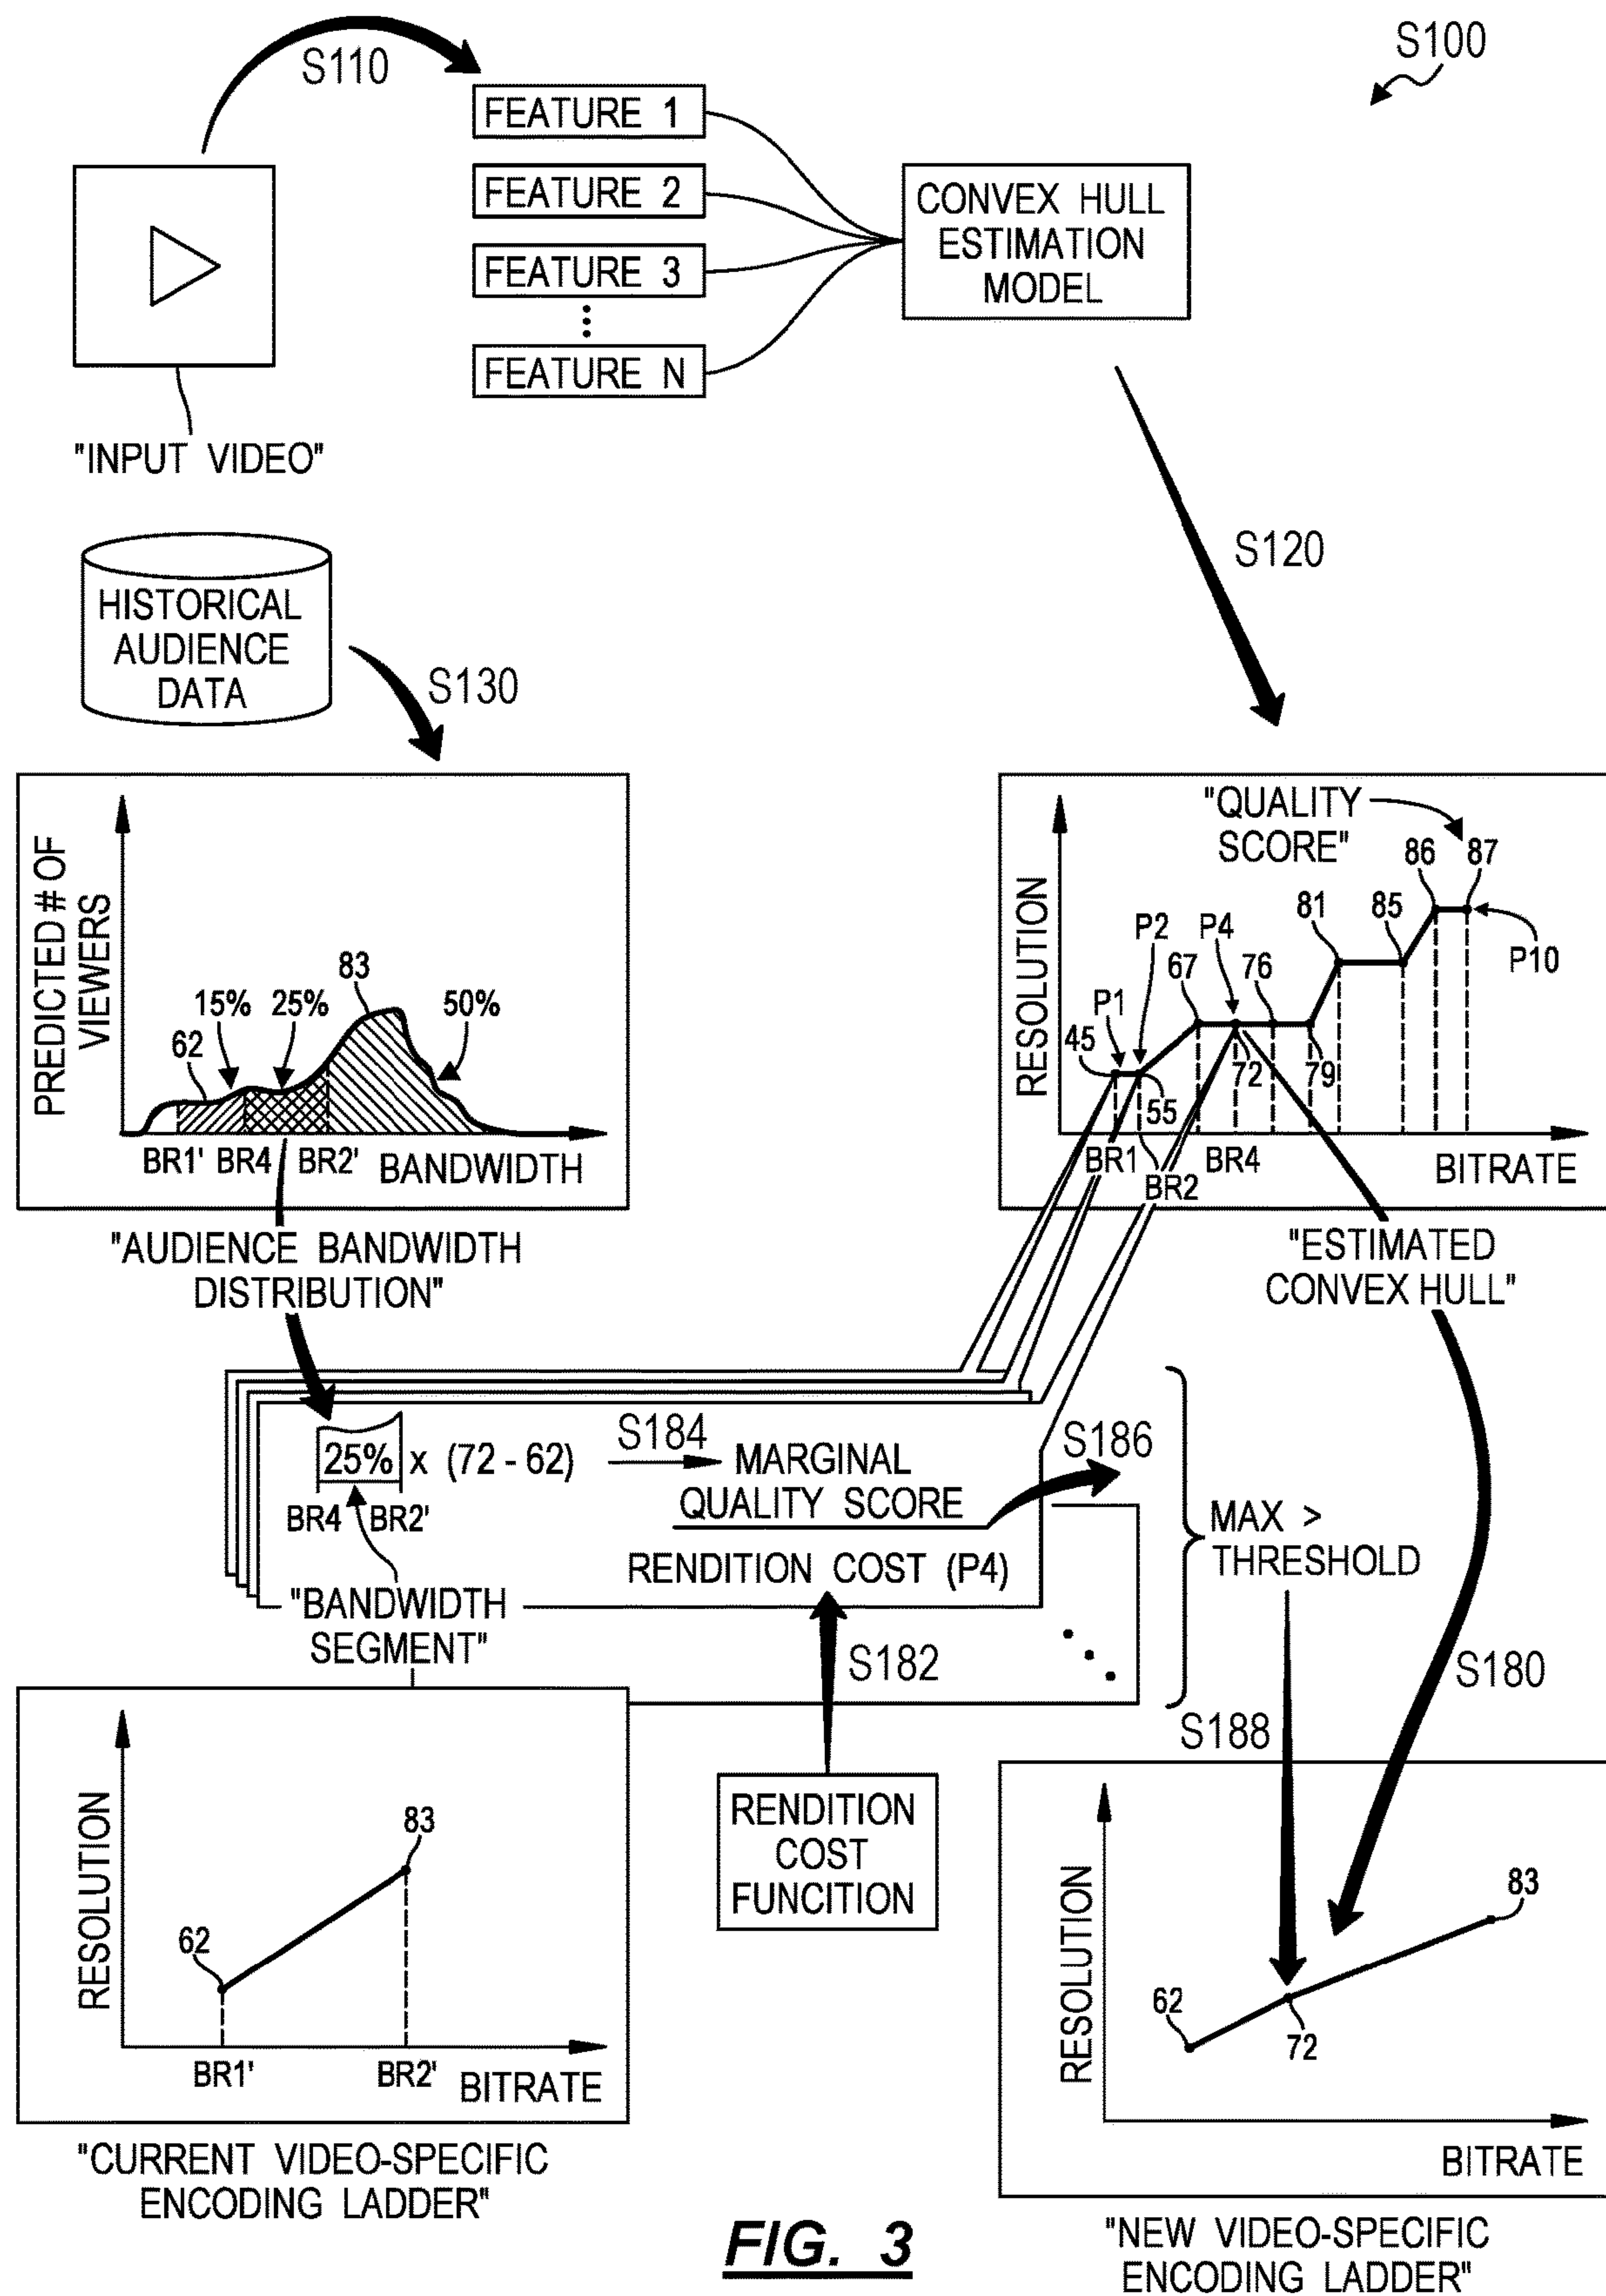 S100
S110
FEATURE 1
FEATURE 2
FEATURE 3
FEATURE N
CONVEX HULL
ESTIMATION
MODEL
"INPUT VIDEO"
S120
HISTORICAL
AUDIENCE
DATA
S130
PREDICTED # OF
VIEWERS
62
15%
25%
83
50%
BR1'
BR4
BR2'
BANDWIDTH
"AUDIENCE BANDWIDTH
DISTRIBUTION"
"QUALITY
SCORE"
RESOLUTION
45
P1
P2
55
67
P4
72
76
79
81
85
86
87
P10
BR1
BR2
BR4
BITRATE
"ESTIMATED
CONVEX HULL"
25% x (72 - 62)
BR4
BR2'
S184
MARGINAL
QUALITY SCORE
RENDITION COST (P4)
S186
"BANDWIDTH
SEGMENT"
MAX >
THRESHOLD
S182
S180
S188
RENDITION
COST
FUNCITION
RESOLUTION
62
83
BR1'
BR2'
BITRATE
"CURRENT VIDEO-SPECIFIC
ENCODING LADDER"
RESOLUTION
62
72
83
BITRATE
"NEW VIDEO-SPECIFIC
ENCODING LADDER"
FIG. 3